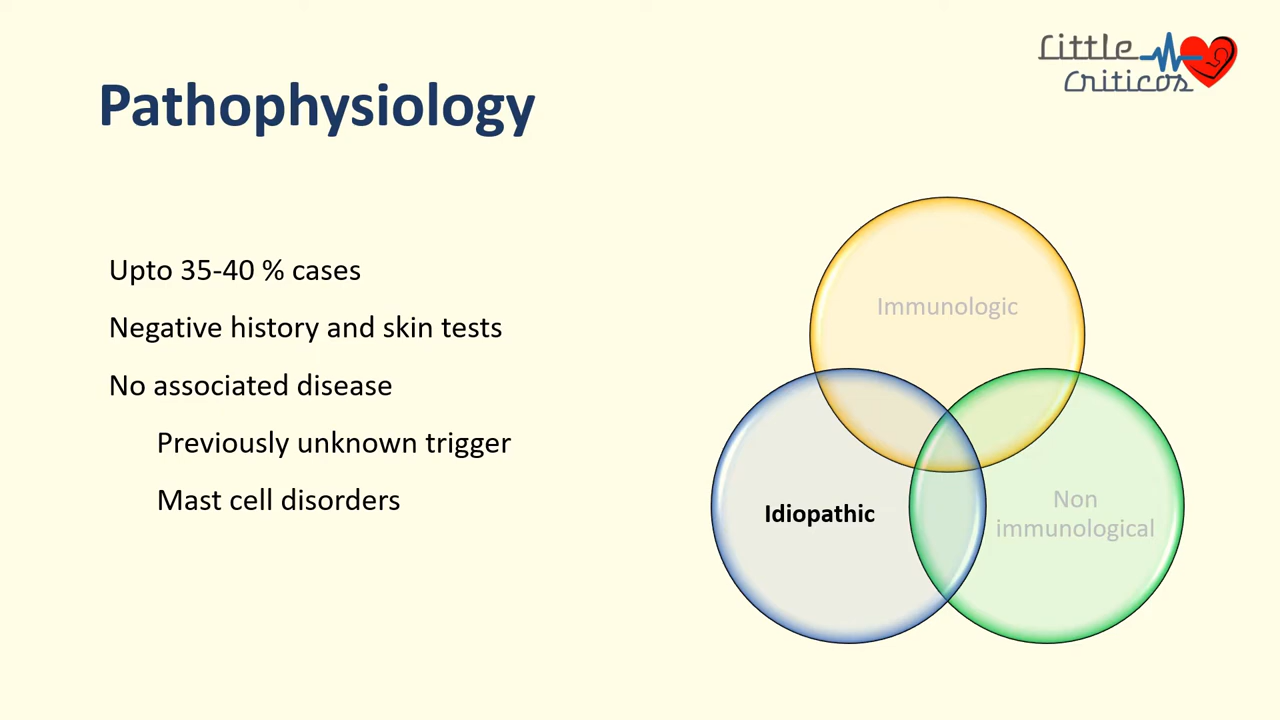 Little
Criticos
Pathophysiology
Upto 35-40 % cases
Negative history and skin tests
No associated disease
Previously unknown trigger
Mast cell disorders
Immunologic
Idiopathic
Non
immunological